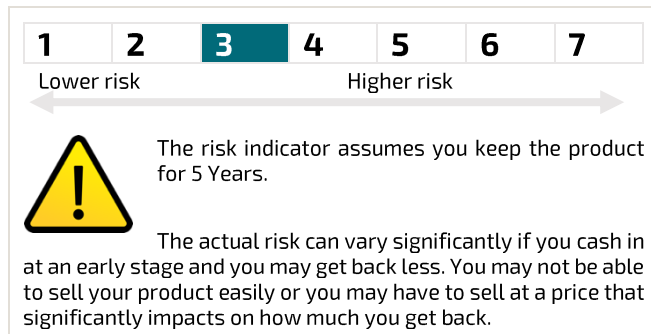 1 2 3 4 5 6 7
Lower risk Higher risk
!
The risk indicator assumes you keep the product
for 5 Years.
The actual risk can vary significantly if you cash in
at an early stage and you may get back less. You may not be able
to sell your product easily or you may have to sell at a price that
significantly impacts on how much you get back.